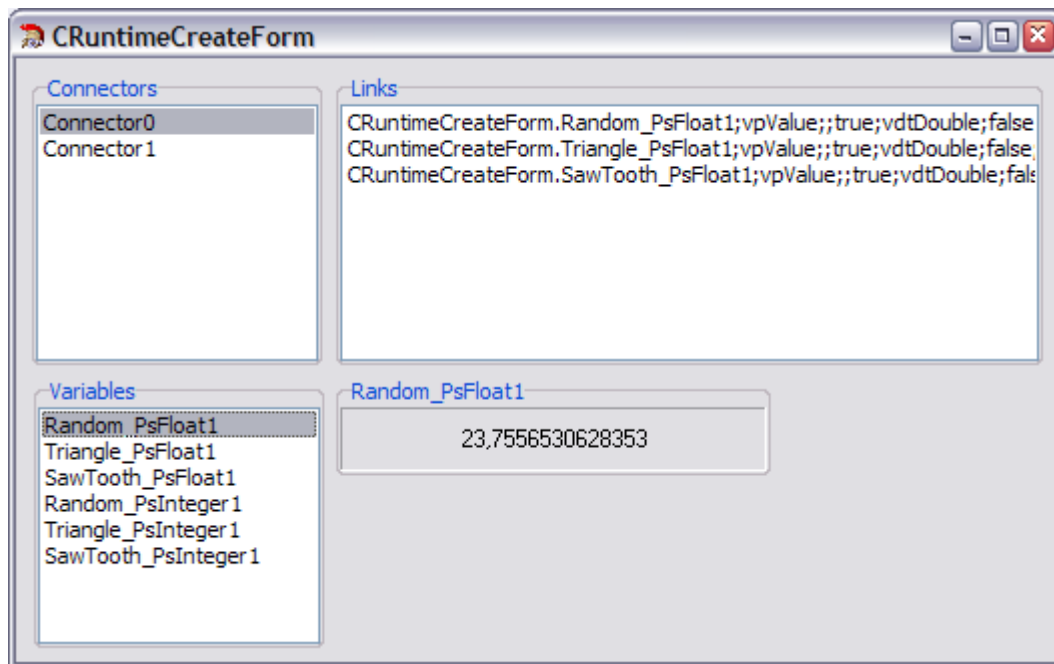 CRuntimeCreateForm
Connectors
Connector0
Connector1
Links
CRuntimeCreateForm.Random_PsFloat1;vpValue;;true;vdtDouble;false
CRuntimeCreateForm.Triangle_PsFloat1;vpValue;;true;vdtDouble;false;
CRuntimeCreateForm.SawTooth_PsFloat1;vpValue;;true;vdtDouble;fals
Variables
Random_PsFloat1
Triangle_PsFloat1
SawTooth_PsFloat1
Random_PsInteger1
Triangle_PsInteger1
SawTooth_PsInteger1
Random_PsFloat1
23,7556530628353